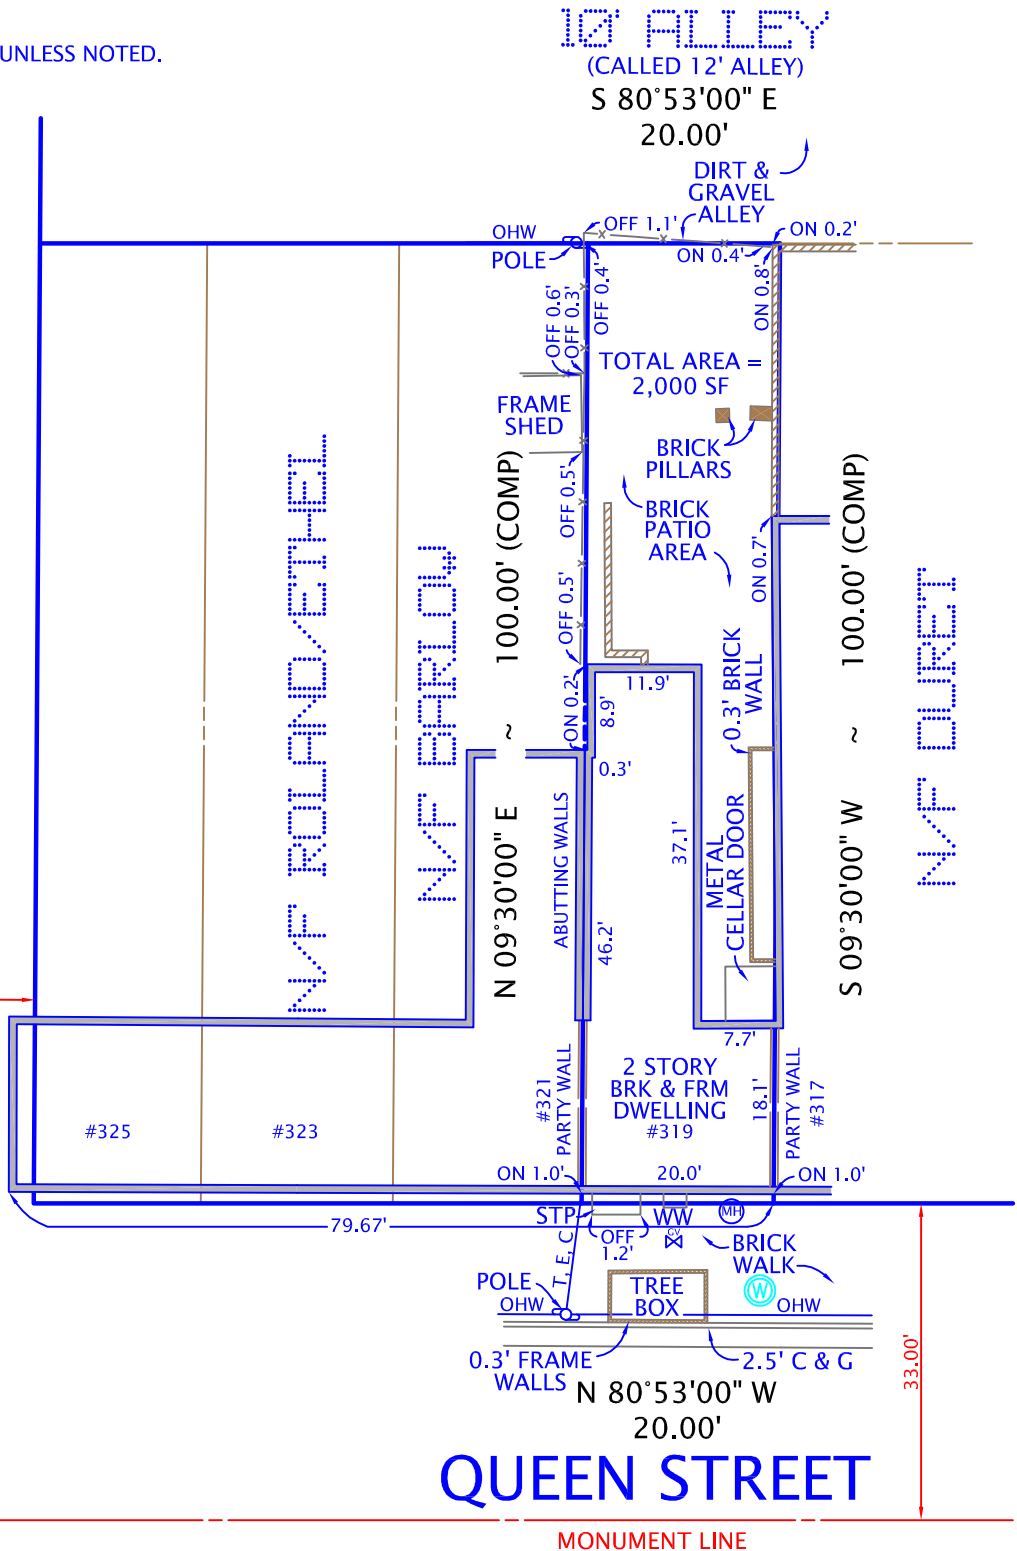 10' ALLEY
UNLESS NOTED.
(CALLED 12' ALLEY)
S 80°53'00" E
20.00'
DIRT &
GRAVEL
ALLEY
OHW
OFF 1.1'
ON 0.2'
POLE
ON 0.4'
OFF 0.4'
ON 0.8'
OFF 0.6'
OFF 0.3'
TOTAL AREA =
2,000 SF
FRAME
SHED
BRICK
PILLARS
N/F ROLAND/ETHEL
N/F BARLOW
N 09°30'00" E ~ 100.00' (COMP)
OFF 0.5'
BRICK
PATIO
AREA
ON 0.7'
S 09°30'00" W ~ 100.00' (COMP)
N/F DURET
OFF 0.5'
11.9'
ON 0.2'
8.9'
0.3' BRICK
WALL
0.3'
ABUTTING WALLS
46.2'
37.1'
METAL
CELLAR DOOR
7.7'
#321
PARTY WALL
2 STORY
BRK & FRM
DWELLING
#319
18.1'
PARTY WALL
#317
#325
#323
ON 1.0'
20.0'
ON 1.0'
79.67'
STP
OFF
1.2'
WW
MH
GV
T, E, C
BRICK
WALK
POLE
OHW
TREE
BOX
W
OHW
0.3' FRAME
WALLS
2.5' C & G
33.00'
N 80°53'00" W
20.00'
QUEEN STREET
MONUMENT LINE